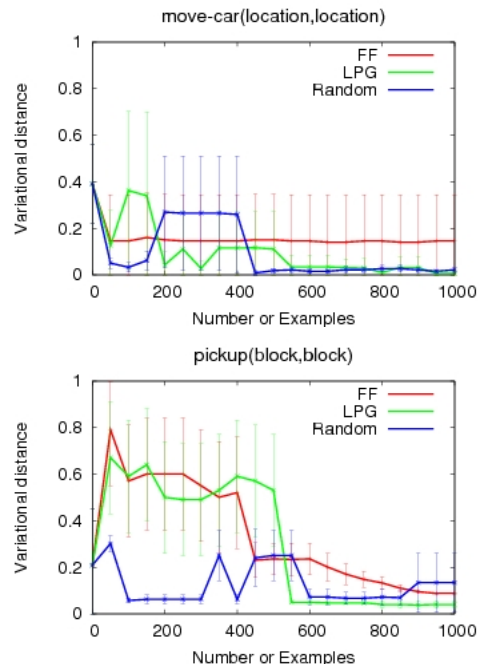 move-car(location,location)
1
0.8
0.6
0.4
0.2
0
Variational distance
FF
LPG
Random
0 200 400 600 800 1000
Number or Examples
pickup(block,block)
1
0.8
0.6
0.4
0.2
0
Variational distance
FF
LPG
Random
0 200 400 600 800 1000
Number or Examples